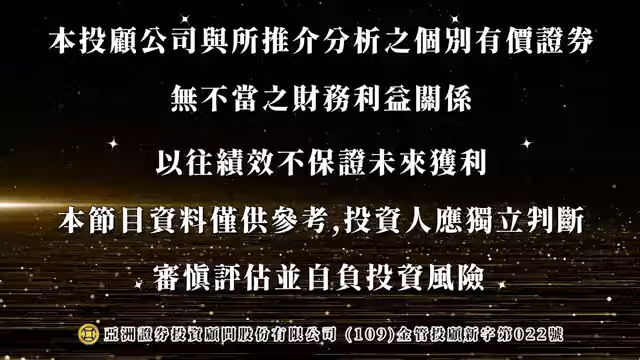 本投顧公司與所推介分析之個別有價證券
無不當之財務利益關係
以往績效不保證未來獲利
本節目資料僅供參考,投資人應獨立判斷
審慎評估並自負投資風險
亞洲證券投資顧問股份有限公司 (109)金管投顧新字第022號